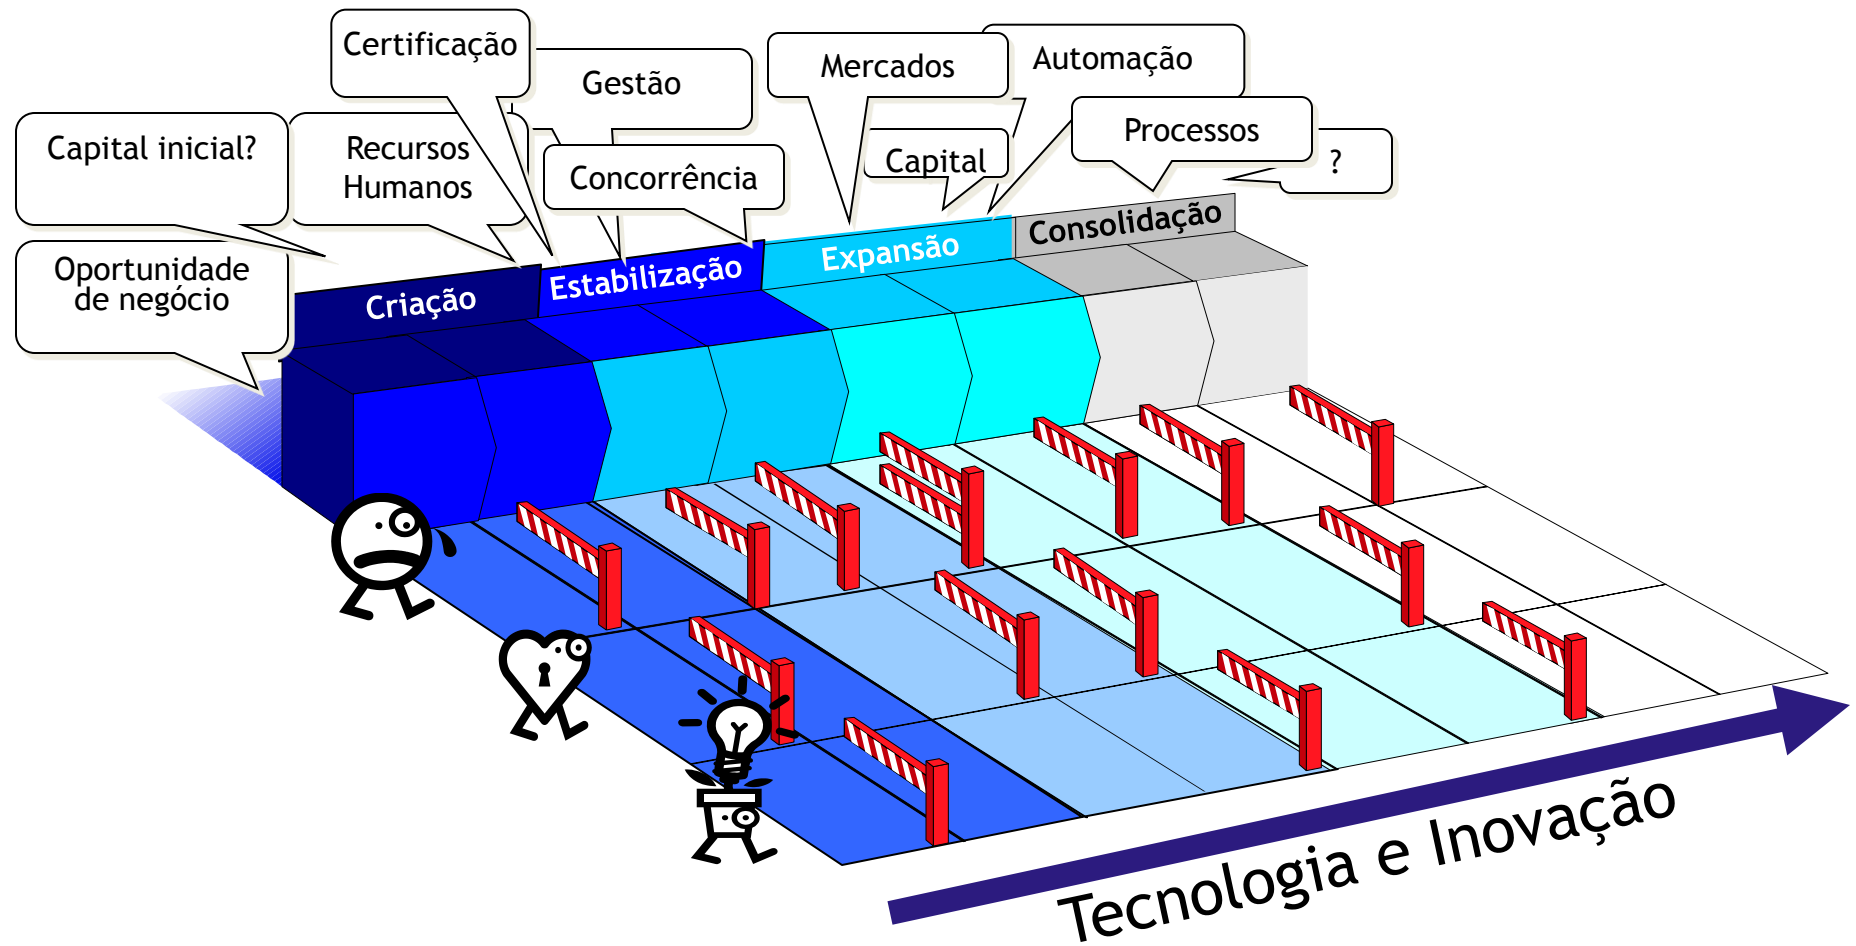 Certificação
Gestão
Mercados
Automação
Capital inicial?
Recursos
Humanos
Concorrência
Capital
Processos
?
Oportunidade
de negócio
Criação
Estabilização
Expansão
Consolidação
Tecnologia e Inovação